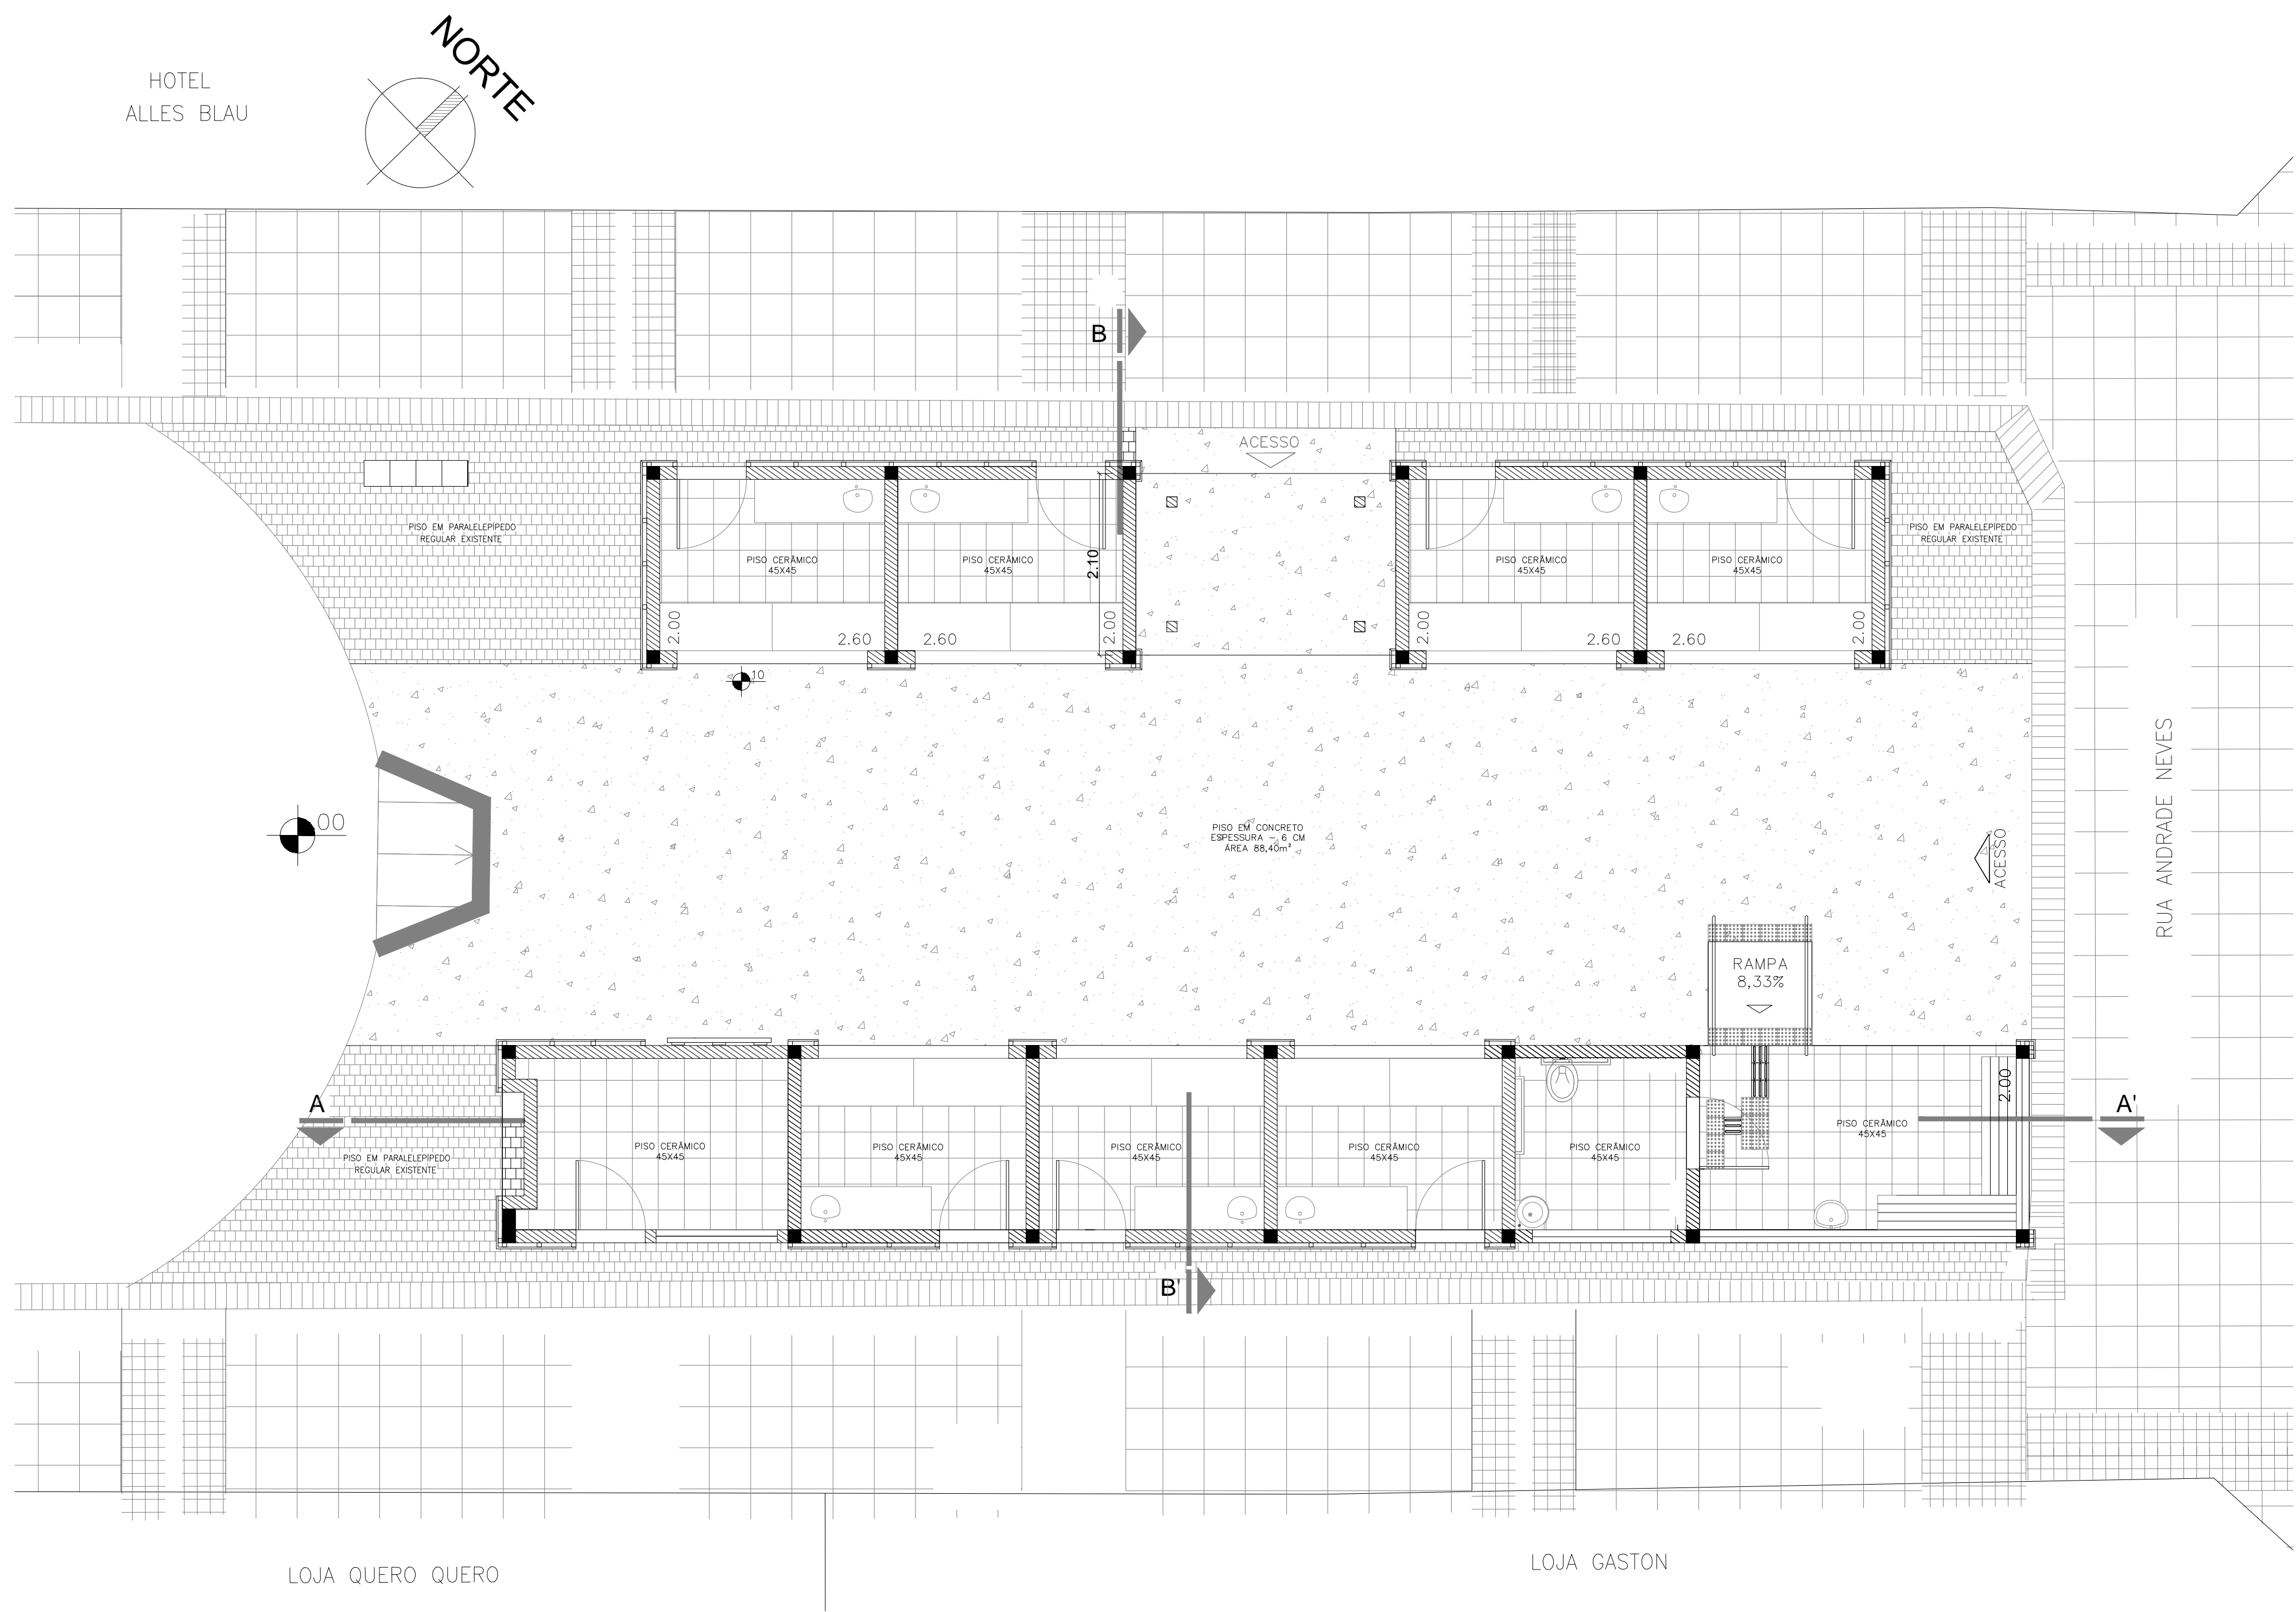 NORTE
HOTEL
ALLES BLAU
B
ACESSO
PISO EM PARALELEPÍPEDO
REGULAR EXISTENTE
PISO CERÂMICO
45X45
PISO CERÂMICO
45X45
2.10
PISO CERÂMICO
45X45
PISO CERÂMICO
45X45
PISO EM PARALELEPÍPEDO
REGULAR EXISTENTE
2.00
2.60
2.60
2.00
2.00
2.60
2.60
2.00
10
00
PISO EM CONCRETO
ESPESSURA – 6 CM
ÁREA 88,40m²
ACESSO
RUA ANDRADE NEVES
RAMPA
8,33%
A
2.00
A'
PISO EM PARALELEPÍPEDO
REGULAR EXISTENTE
PISO CERÂMICO
45X45
PISO CERÂMICO
45X45
PISO CERÂMICO
45X45
PISO CERÂMICO
45X45
PISO CERÂMICO
45X45
PISO CERÂMICO
45X45
B'
LOJA QUERO QUERO
LOJA GASTON